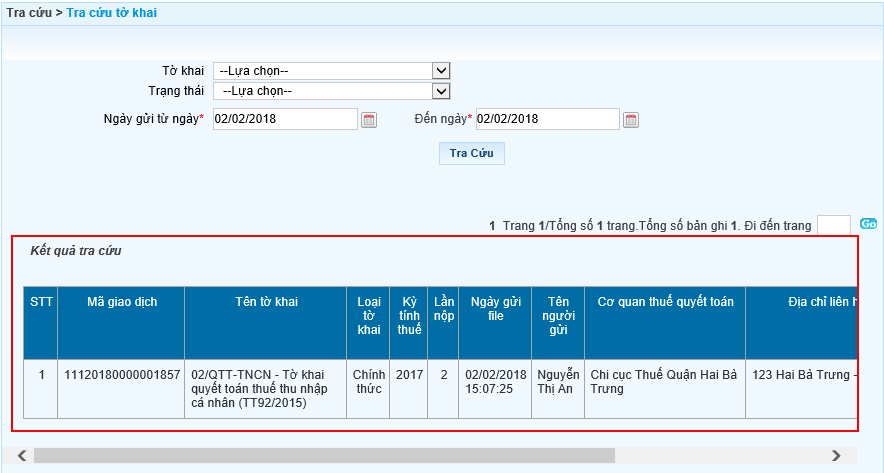 Tra cứu > Tra cứu tờ khai
Tờ khai --Lựa chọn--
Trạng thái --Lựa chọn--
Ngày gửi từ ngày* 02/02/2018 Đến ngày* 02/02/2018
Tra Cứu
1 Trang 1/Tổng số 1 trang.Tổng số bản ghi 1. Đi đến trang Go
Kết quả tra cứu
STT Mã giao dịch Tên tờ khai Loại tờ khai Kỳ tính thuế Lần nộp Ngày gửi file Tên người gửi Cơ quan thuế quyết toán Địa chỉ liên h
1 11120180000001857 02/QTT-TNCN - Tờ khai quyết toán thuế thu nhập cá nhân (TT92/2015) Chính thức 2017 2 02/02/2018 15:07:25 Nguyễn Thị An Chi cục Thuế Quận Hai Bà Trưng 123 Hai Bà Trưng -